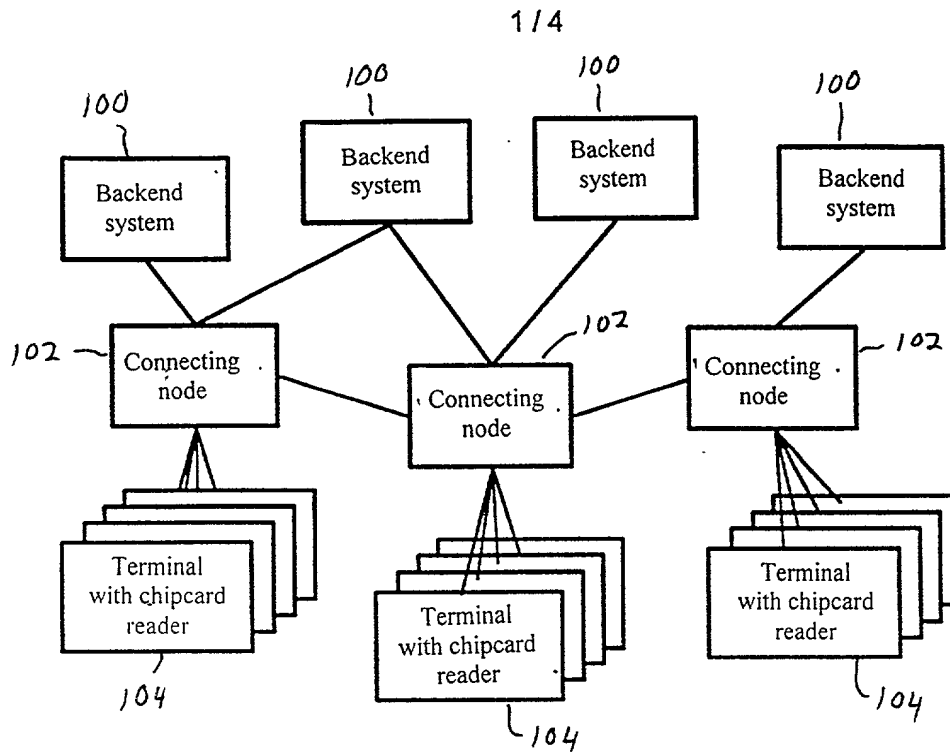 1/4
100
100
100
100
Backend
system
Backend
system
Backend
system
Backend
system
102
Connecting
node
102
Connecting
node
102
Connecting
node
Terminal
with chipcard
reader
104
Terminal
with chipcard
reader
104
Terminal
with chipcard
reader
104